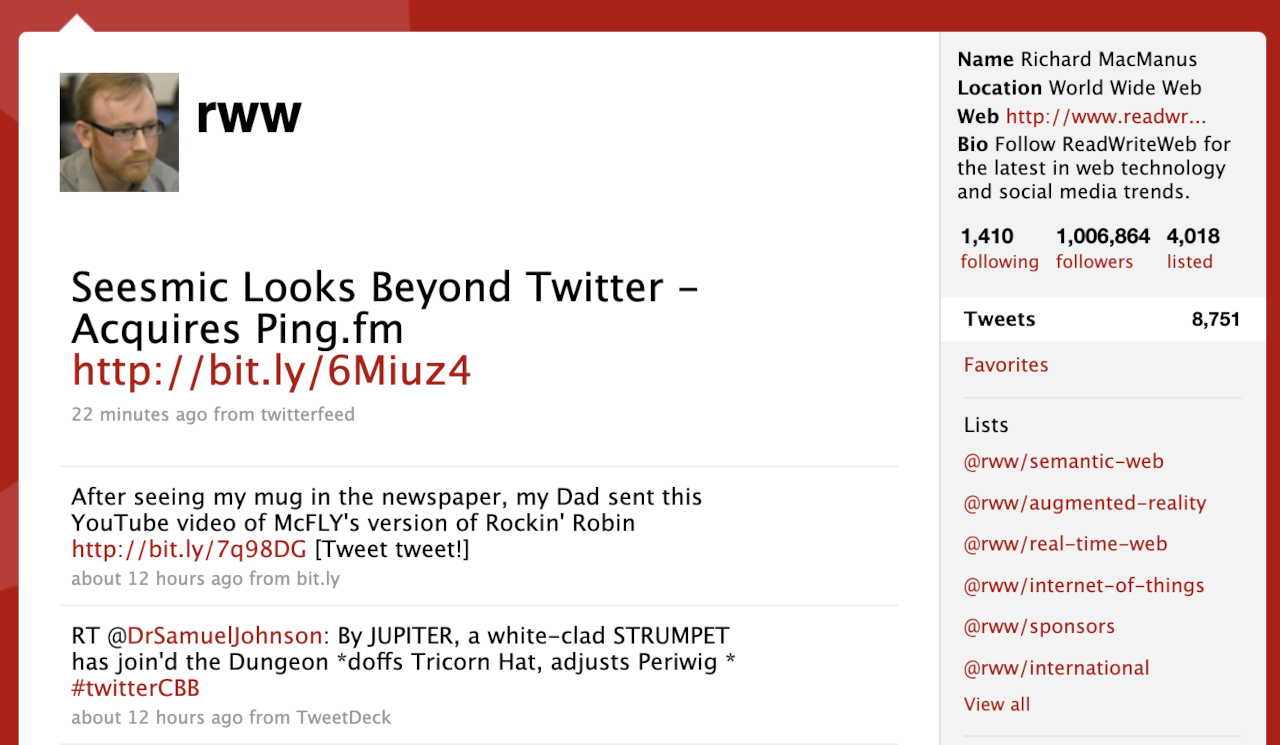 rww
Seesmic Looks Beyond Twitter –
Acquires Ping.fm
http://bit.ly/6Miuz4
22 minutes ago from twitterfeed
After seeing my mug in the newspaper, my Dad sent this
YouTube video of McFLY's version of Rockin' Robin
http://bit.ly/7q98DG [Tweet tweet!]
about 12 hours ago from bit.ly
RT @DrSamuelJohnson: By JUPITER, a white-clad STRUMPET
has join'd the Dungeon *doffs Tricorn Hat, adjusts Periwig *
#twitterCBB
about 12 hours ago from TweetDeck
Name Richard MacManus
Location World Wide Web
Web http://www.readwr...
Bio Follow ReadWriteWeb for
the latest in web technology
and social media trends.
1,410 1,006,864 4,018
following followers listed
Tweets 8,751
Favorites
Lists
@rww/semantic-web
@rww/augmented-reality
@rww/real-time-web
@rww/internet-of-things
@rww/sponsors
@rww/international
View all